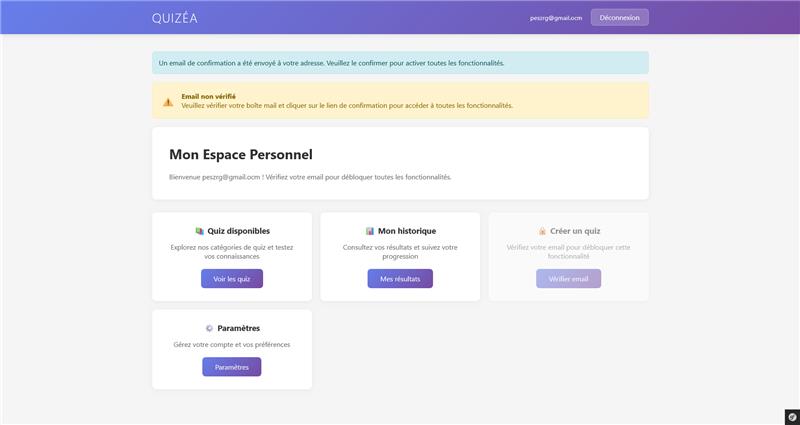 QUIZÉA
peszrg@gmail.ocm
Déconnexion
Un email de confirmation a été envoyé à votre adresse. Veuillez le confirmer pour activer toutes les fonctionnalités.
Email non vérifié
Veuillez vérifier votre boîte mail et cliquer sur le lien de confirmation pour accéder à toutes les fonctionnalités.
Mon Espace Personnel
Bienvenue peszrg@gmail.ocm ! Vérifiez votre email pour débloquer toutes les fonctionnalités.
Quiz disponibles
Explorez nos catégories de quiz et testez
vos connaissances
Voir les quiz
Mon historique
Consultez vos résultats et suivez votre
progression
Mes résultats
Créer un quiz
Vérifiez votre email pour débloquer cette
fonctionnalité
Vérifier email
Paramètres
Gérez votre compte et vos préférences
Paramètres